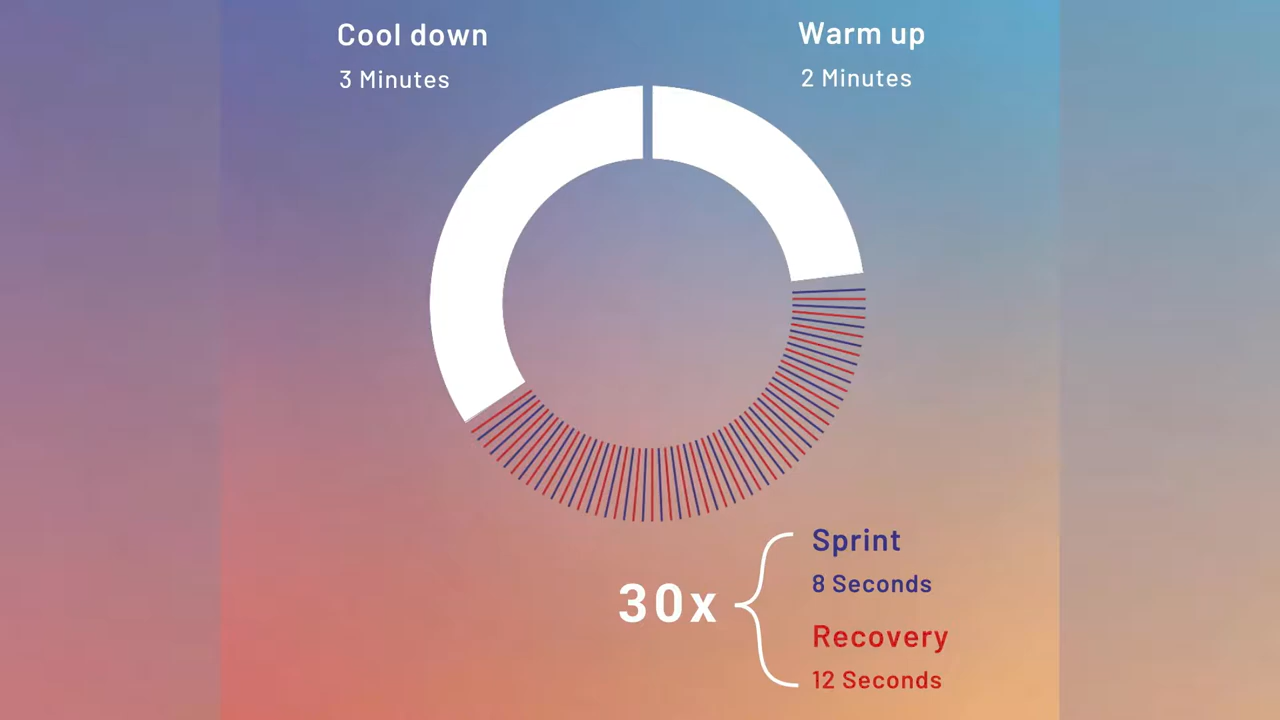 Cool down
3 Minutes
Warm up
2 Minutes
30x
Sprint
8 Seconds
Recovery
12 Seconds